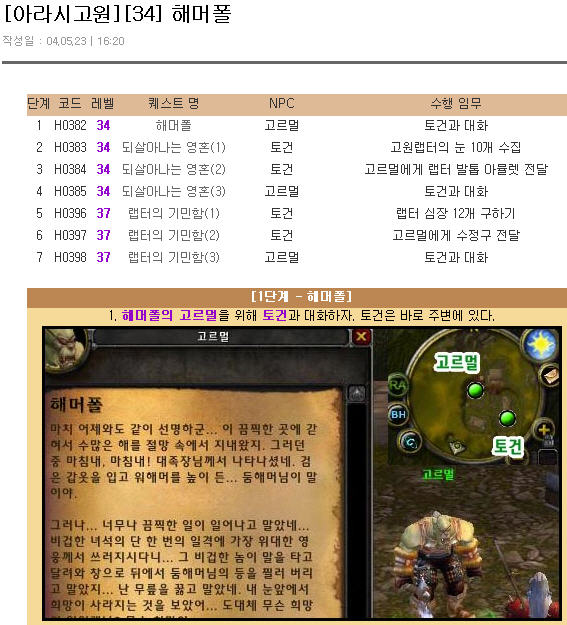 [아라시고원][34] 해머폴
작성일 : 04.05.23 | 16:20
단계 코드 레벨 퀘스트 명 NPC 수행 임무
1 H0382 34 해머폴 고르멀 토건과 대화
2 H0383 34 되살아나는 영혼(1) 토건 고원랩터의 눈 10개 수집
3 H0384 34 되살아나는 영혼(2) 토건 고르멀에게 랩터 발톱 아뮬렛 전달
4 H0385 34 되살아나는 영혼(3) 고르멀 토건과 대화
5 H0396 37 랩터의 기민함(1) 토건 랩터 심장 12개 구하기
6 H0397 37 랩터의 기민함(2) 토건 고르멀에게 수정구 전달
7 H0398 37 랩터의 기민함(3) 고르멀 토건과 대화
[1단계 - 해머폴]
1. 해머폴의 고르멀을 위해 토건과 대화하자. 토건은 바로 주변에 있다.
고르멀
해머폴
마치 어제와도 같이 선명하군... 이 끔찍한 곳에 갇
혀서 수많은 해를 절망 속에서 지내왔지. 그러던
중 마침내, 마침내! 대족장님께서 나타나셨네. 검
은 갑옷을 입고 워해머를 높이 든... 둠해머님이 말
이야.
그러나... 너무나 끔찍한 일이 일어나고 말았네...
비겁한 녀석의 단 한 번의 일격에 가장 위대한 영
웅께서 쓰러지시다니... 그 비겁한 놈이 말을 타고
달려와 창으로 뒤에서 둠해머님의 등을 찔러 버리
고 말았지... 난 무릎을 꿇고 말았네. 내 눈앞에서
희망이 사라지는 것을 보았어... 도대체 무슨 희망
고르멀
RA
BH
C
토건
고르멀